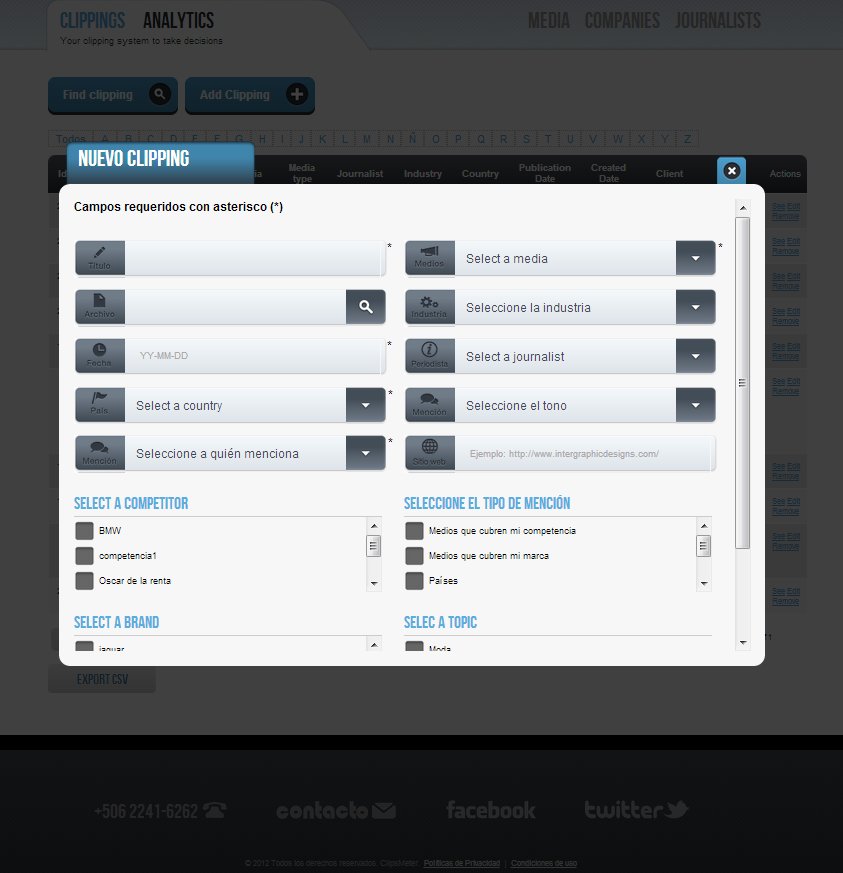 CLIPPINGS ANALYTICS
MEDIA COMPANIES JOURNALISTS
Your clipping system to take decisions
Find clipping
Add Clipping
Todos A B C D E F G H I J K L M N Ñ O P Q R S T U V W X Y Z
NUEVO CLIPPING
Media type
Journalist
Industry
Country
Publication Date
Created Date
Client
Actions
Campos requeridos con asterisco (*)
See Edit
Remove
Título *
Medios Select a media *
See Edit
Remove
Archivo
Industria Seleccione la industria
See Edit
Remove
Fecha YY-MM-DD *
Periodista Select a journalist
See Edit
Remove
País Select a country *
Mención Seleccione el tono
See Edit
Remove
Mención Seleccione a quién menciona *
Sitio web Ejemplo: http://www.intergraphicdesigns.com/
See Edit
Remove
SELECT A COMPETITOR
SELECCIONE EL TIPO DE MENCIÓN
See Edit
Remove
BMW
Medios que cubren mi competencia
See Edit
Remove
competencia1
Medios que cubren mi marca
Oscar de la renta
Países
See Edit
Remove
SELECT A BRAND
SELEC A TOPIC
jaguar
Moda
EXPORT CSV
+506 2241-6262
contacto
facebook
twitter
© 2012 Todos los derechos reservados. ClipsMeter. Políticas de Privacidad | Condiciones de uso